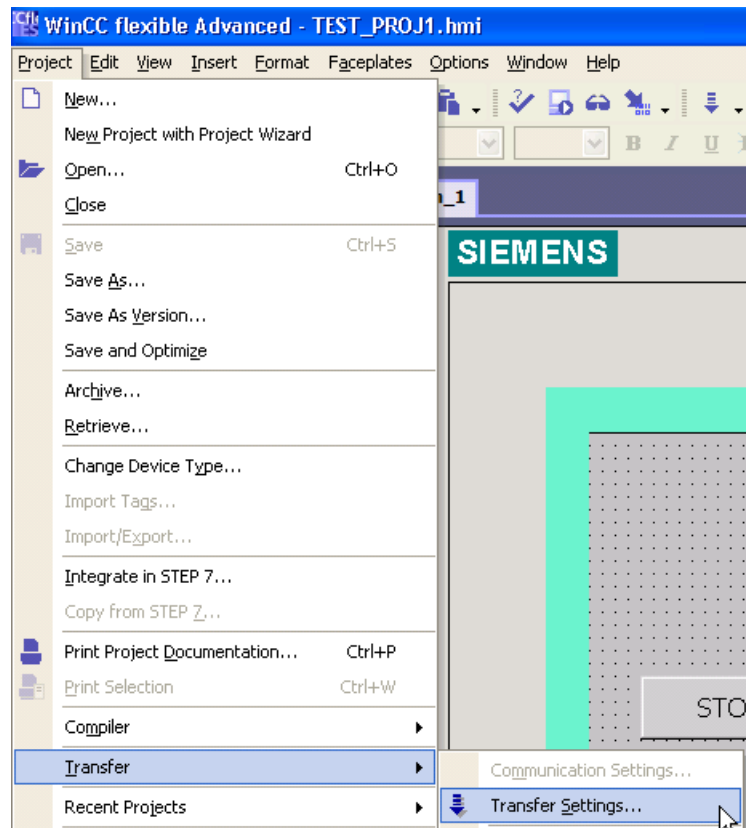 WinCC flexible Advanced - TEST_PROJ1.hmi
Project Edit View Insert Format Faceplates Options Window Help
New...
New Project with Project Wizard
B I U
Open... Ctrl+O
Close
_1
Save Ctrl+S
SIEMENS
Save As...
Save As Version...
Save and Optimize
Archive...
Retrieve...
Change Device Type...
Import Tags...
Import/Export...
Integrate in STEP 7...
Copy from STEP 7...
Print Project Documentation... Ctrl+P
Print Selection Ctrl+W
STO
Compiler
Transfer
Communication Settings...
Recent Projects
Transfer Settings...